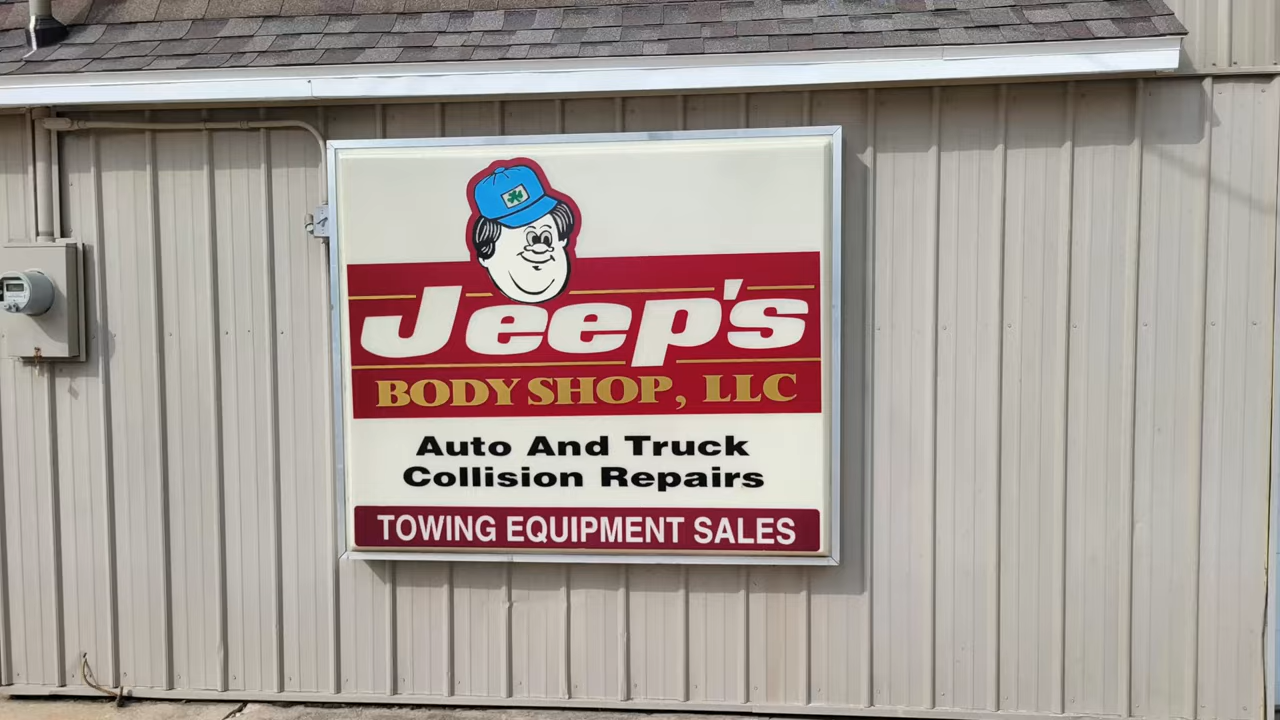 Jeep's
BODY SHOP, LLC
Auto And Truck
Collision Repairs
TOWING EQUIPMENT SALES